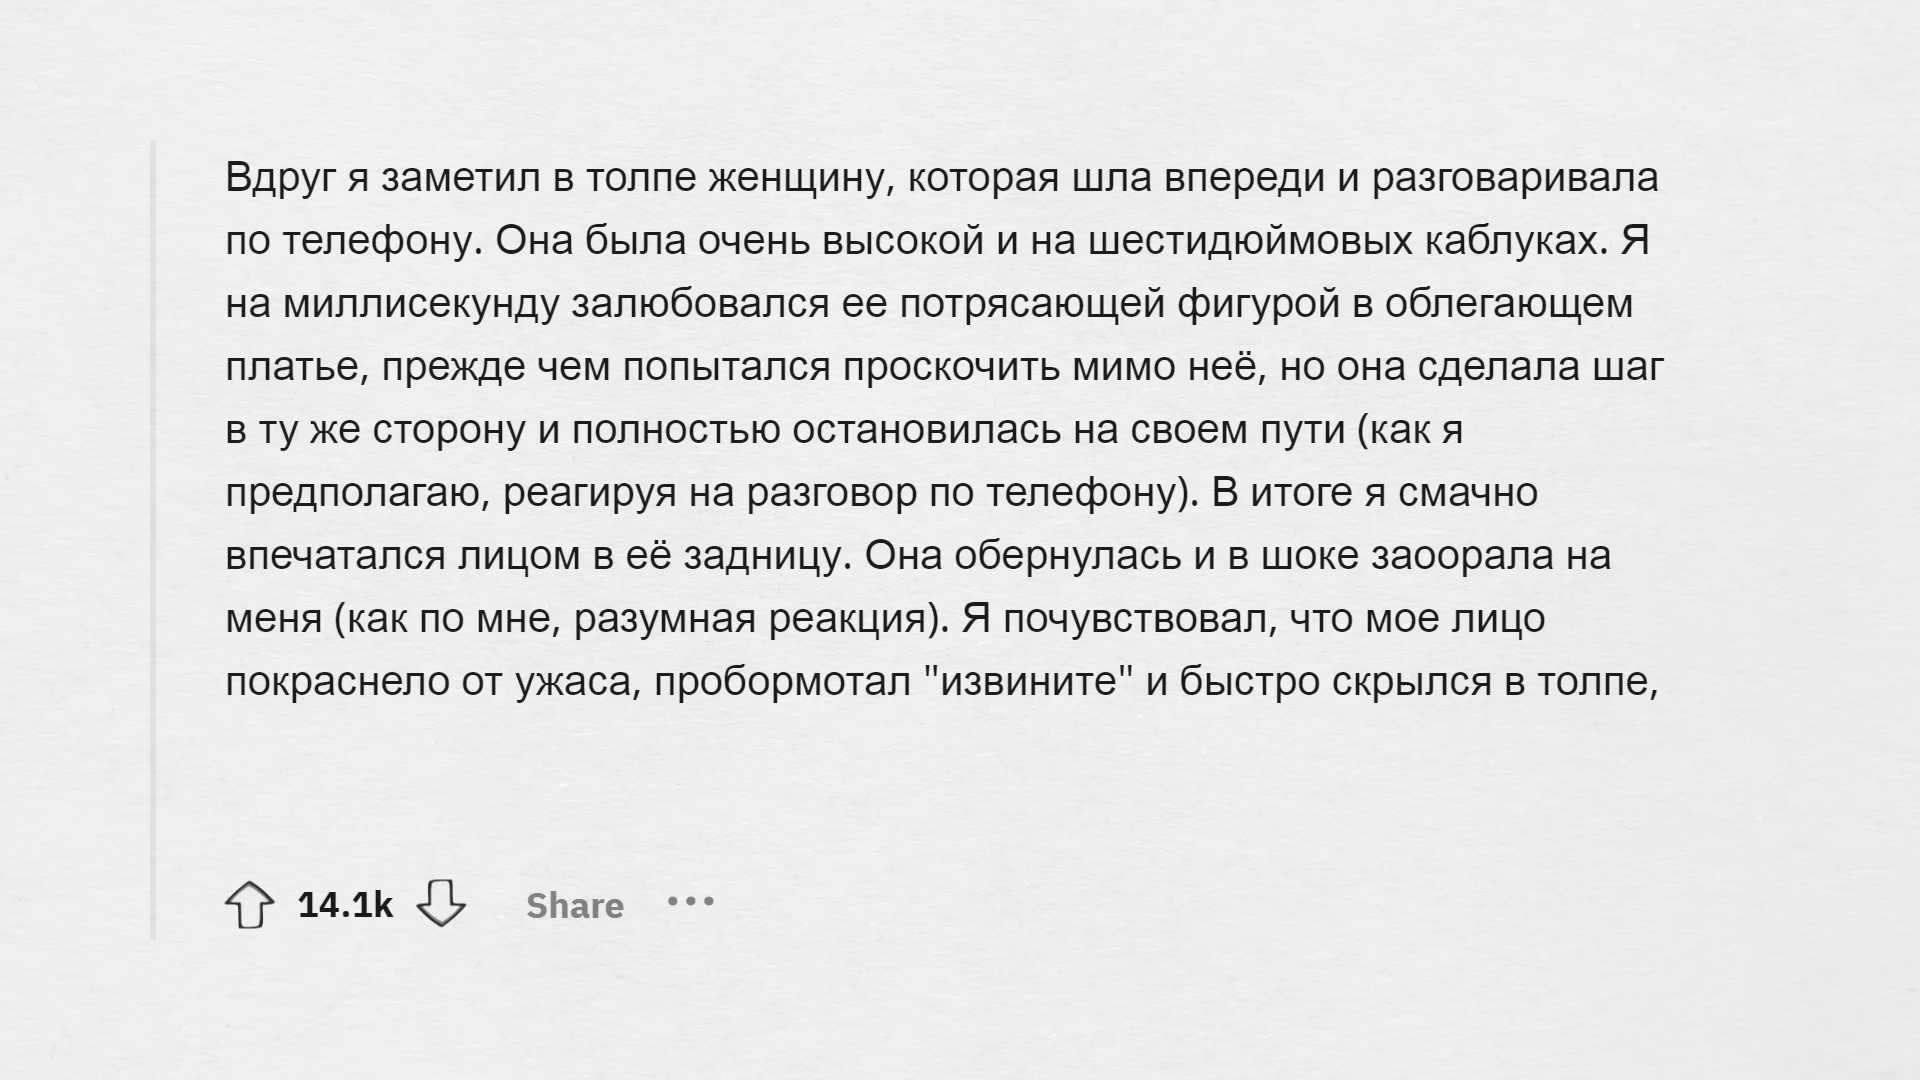 Вдруг я заметил в толпе женщину, которая шла впереди и разговаривала
по телефону. Она была очень высокой и на шестидюймовых каблуках. Я
на миллисекунду залюбовался ее потрясающей фигурой в облегающем
платье, прежде чем попытался проскочить мимо неё, но она сделала шаг
в ту же сторону и полностью остановилась на своем пути (как я
предполагаю, реагируя на разговор по телефону). В итоге я смачно
впечатался лицом в её задницу. Она обернулась и в шоке заоорала на
меня (как по мне, разумная реакция). Я почувствовал, что мое лицо
покраснело от ужаса, пробормотал "извините" и быстро скрылся в толпе,
14.1k Share •••